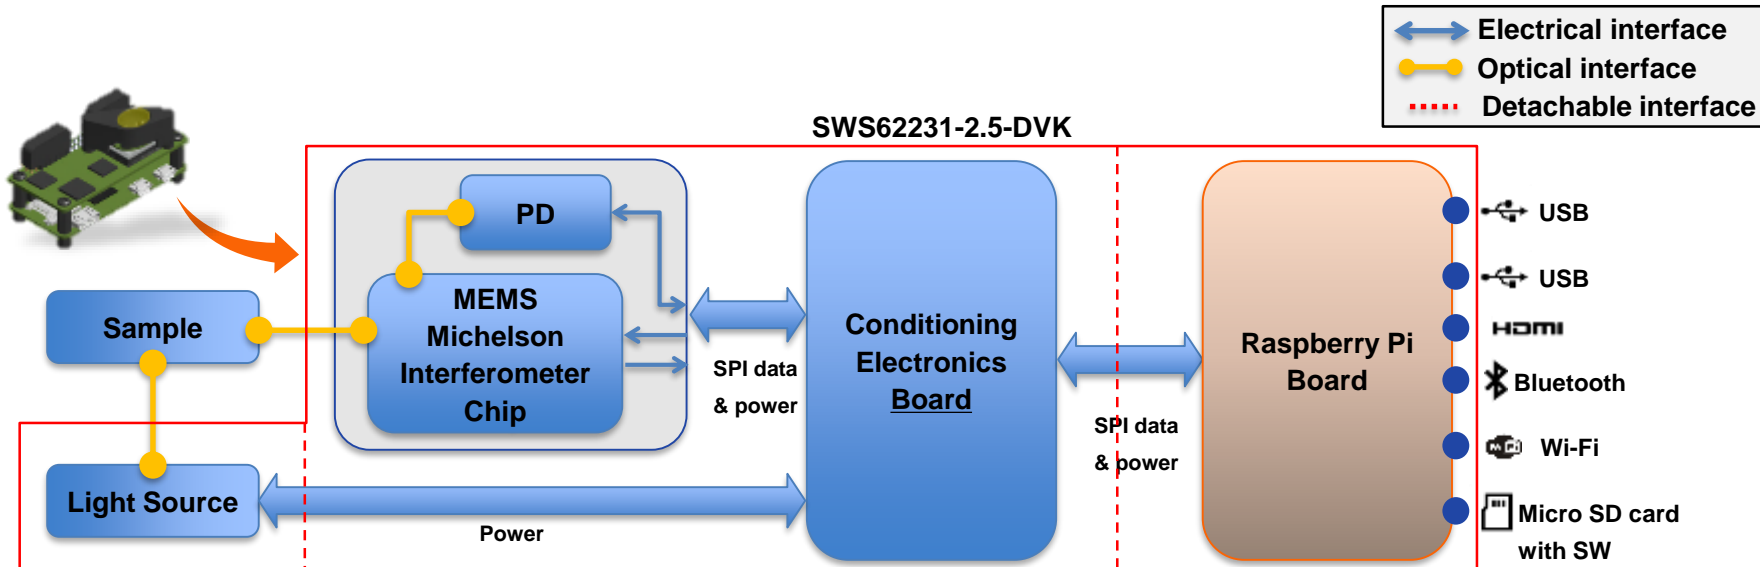 Electrical interface
Optical interface
Detachable interface
SWS62231-2.5-DVK
PD
MEMS
Michelson
Interferometer
Chip
Sample
Light Source
SPI data
& power
Power
Conditioning
Electronics
Board
SPI data
& power
Raspberry Pi
Board
USB
USB
HDMI
Bluetooth
Wi-Fi
Micro SD card
with SW